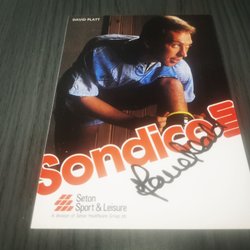 DAVID PLATT
Sondico
Seton
Sport & Leisure
A division of Seton Healthcare Group plc